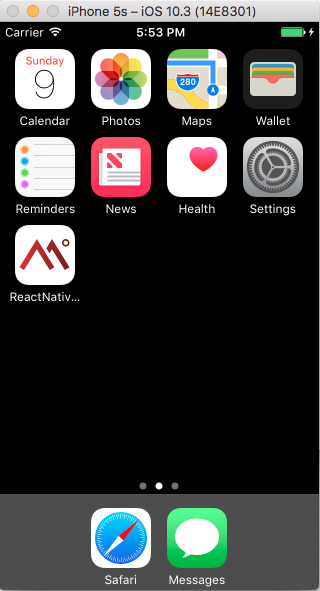 iPhone 5s – iOS 10.3 (14E8301)
Carrier 5:53 PM
Sunday
9
280
Calendar Photos Maps Wallet
Reminders News Health Settings
ReactNativ...
Safari Messages